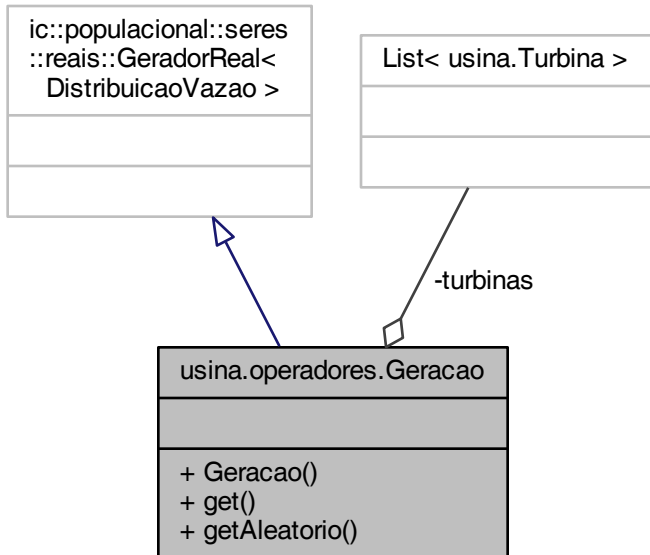 ic::populacional::seres
::reais::GeradorReal<
DistribuicaoVazao >
List< usina.Turbina >
-turbinas
usina.operadores.Geracao
+ Geracao()
+ get()
+ getAleatorio()